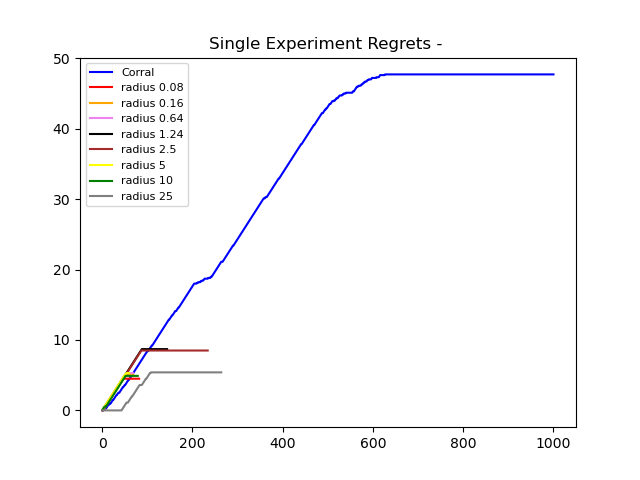 Single Experiment Regrets -
50
40
30
20
10
0
Corral
radius 0.08
radius 0.16
radius 0.64
radius 1.24
radius 2.5
radius 5
radius 10
radius 25
0 200 400 600 800 1000